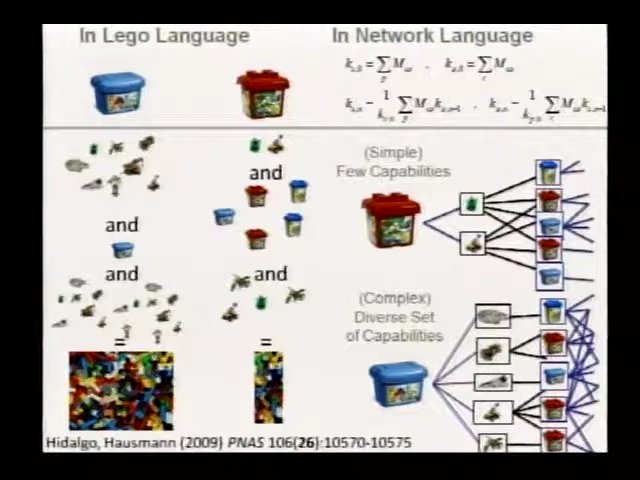 In Lego Language
In Network Language
and
and
and
and
=
=
(Simple)
Few Capabilities
(Complex)
Diverse Set
of Capabilities
Hidalgo, Hausmann (2009) PNAS 106(26):10570-10575